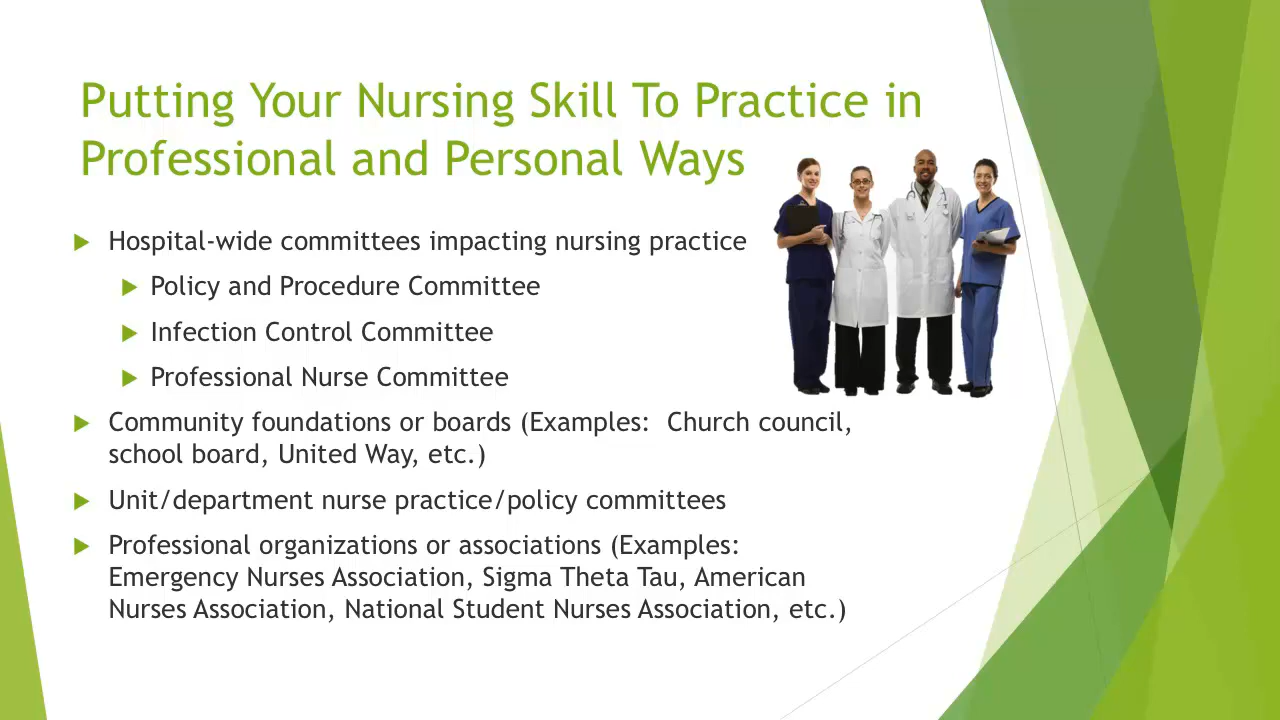 Putting Your Nursing Skill To Practice in
Professional and Personal Ways
Hospital-wide committees impacting nursing practice
Policy and Procedure Committee
Infection Control Committee
Professional Nurse Committee
Community foundations or boards (Examples:  Church council,
school board, United Way, etc.)
Unit/department nurse practice/policy committees
Professional organizations or associations (Examples:
Emergency Nurses Association, Sigma Theta Tau, American
Nurses Association, National Student Nurses Association, etc.)